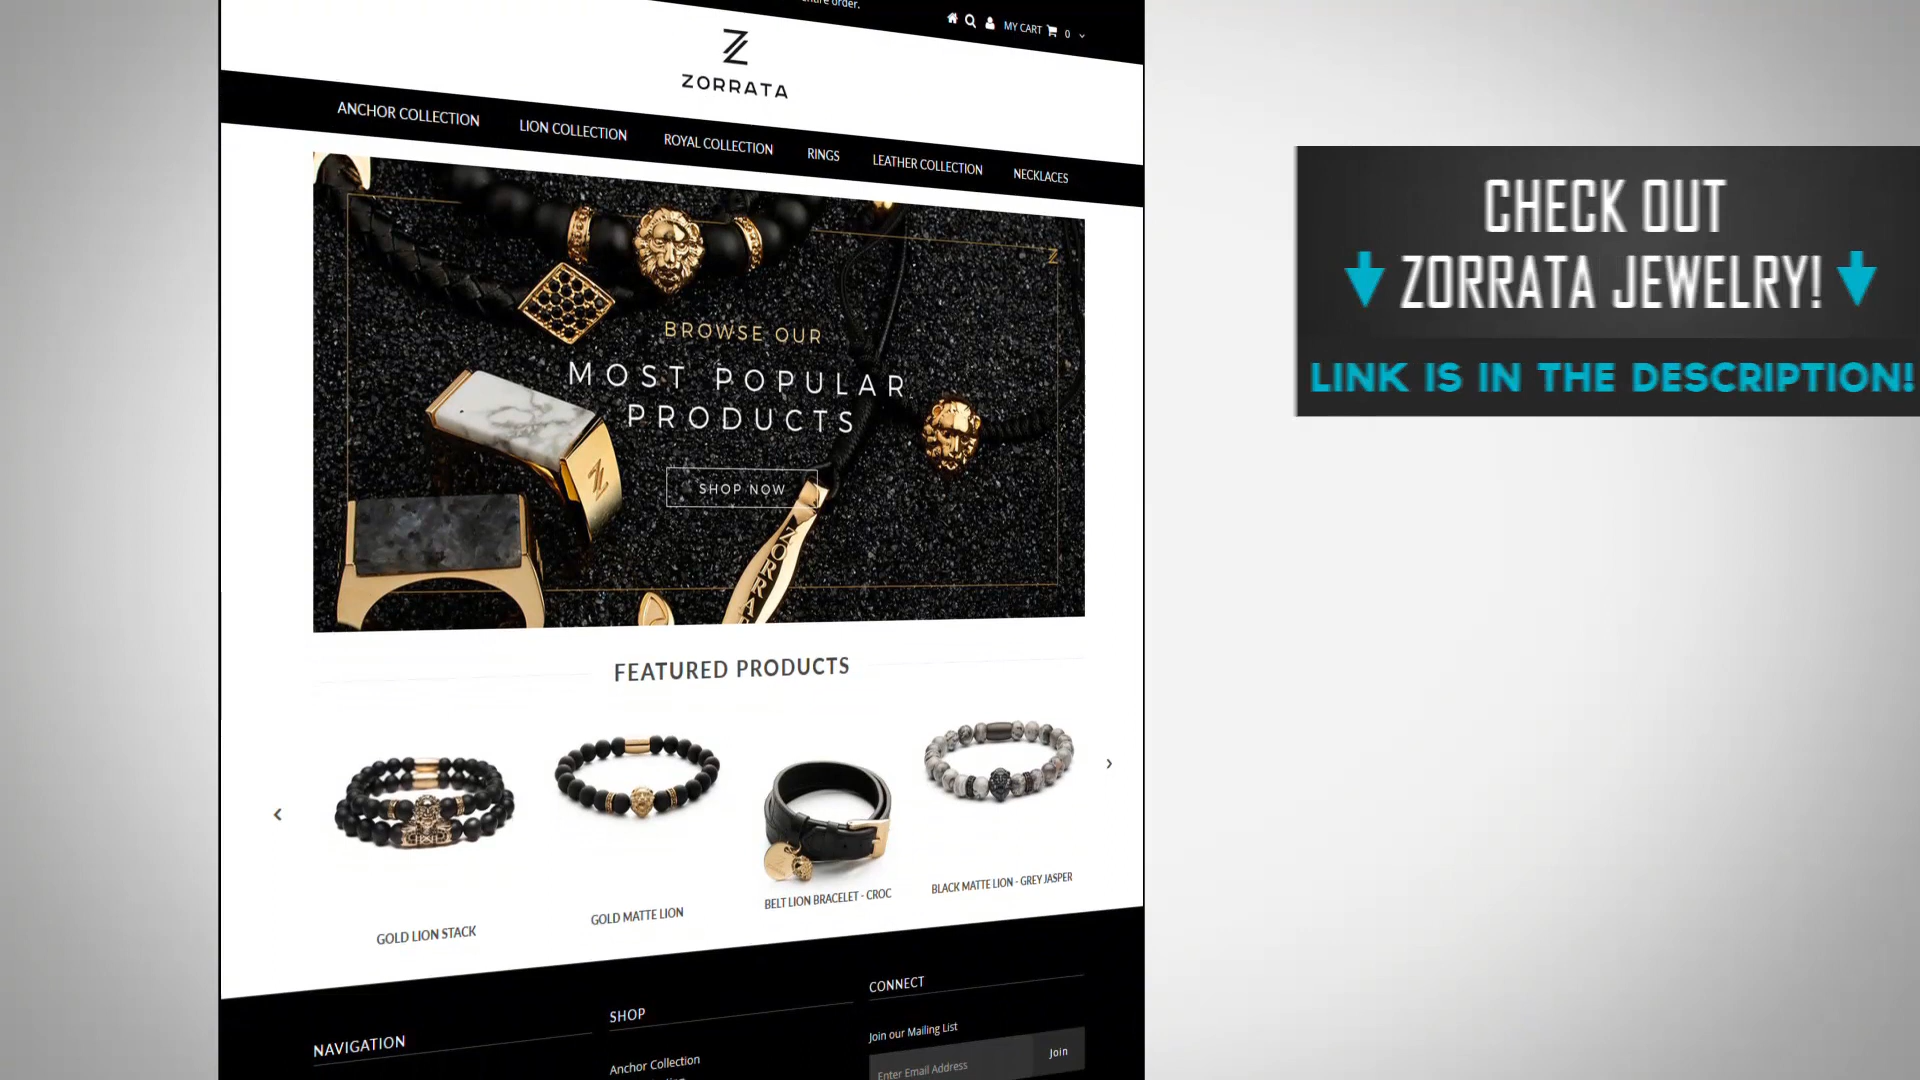 order.
MY CART 0
ZORRATA
ANCHOR COLLECTION LION COLLECTION ROYAL COLLECTION RINGS LEATHER COLLECTION NECKLACES
BROWSE OUR
MOST POPULAR
PRODUCTS
SHOP NOW
FEATURED PRODUCTS
GOLD LION STACK
GOLD MATTE LION
BELT LION BRACELET - CROC
BLACK MATTE LION - GREY JASPER
NAVIGATION
SHOP
Anchor Collection
CONNECT
Join our Mailing List
Enter Email Address
Join
CHECK OUT
ZORRATA JEWELRY!
LINK IS IN THE DESCRIPTION!